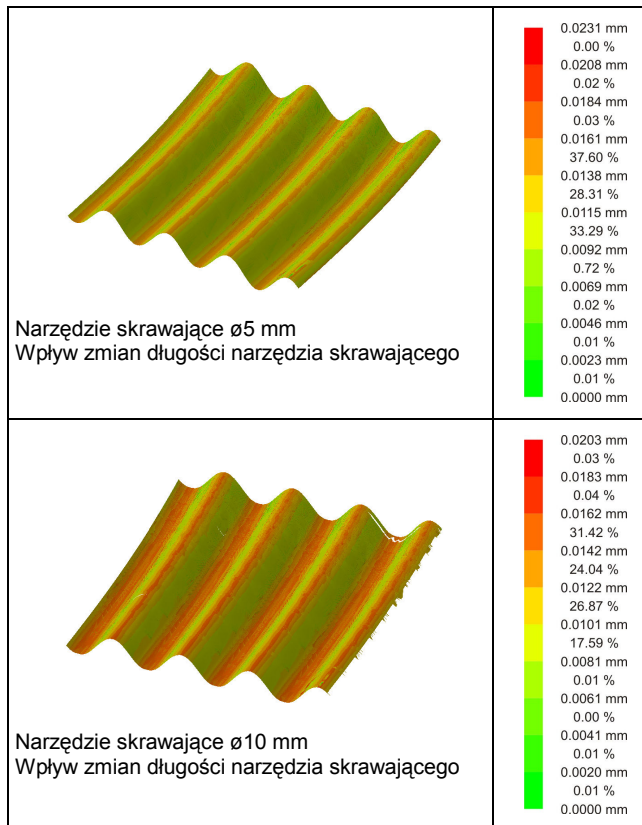 0.0231 mm
0.00 %
0.0208 mm
0.02 %
0.0184 mm
0.03 %
0.0161 mm
37.60 %
0.0138 mm
28.31 %
0.0115 mm
33.29 %
0.0092 mm
0.72 %
0.0069 mm
0.02 %
0.0046 mm
0.01 %
0.0023 mm
0.01 %
0.0000 mm
Narzędzie skrawające ø5 mm
Wpływ zmian długości narzędzia skrawającego
0.0203 mm
0.03 %
0.0183 mm
0.04 %
0.0162 mm
31.42 %
0.0142 mm
24.04 %
0.0122 mm
26.87 %
0.0101 mm
17.59 %
0.0081 mm
0.01 %
0.0061 mm
0.00 %
0.0041 mm
0.01 %
0.0020 mm
0.01 %
0.0000 mm
Narzędzie skrawające ø10 mm
Wpływ zmian długości narzędzia skrawającego